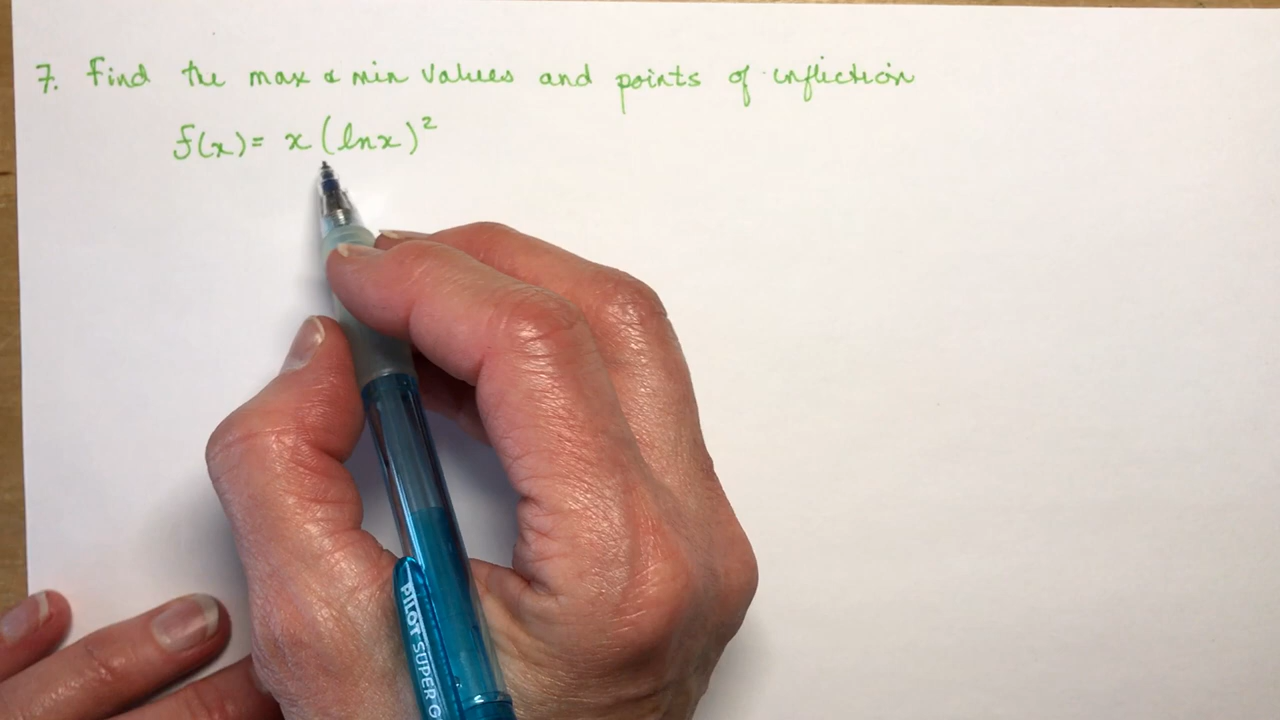 7. Find the max & min values and points of inflection
f(x) = x(lnx)²
PILOT SUPER G